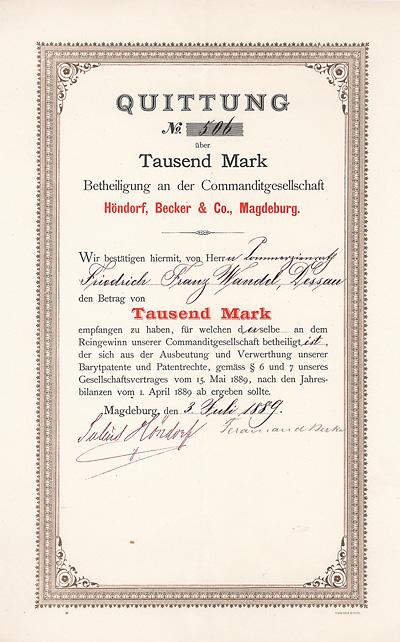 QUITTUNG
No. 506
über
Tausend Mark
Betheiligung an der Commanditgesellschaft
Höndorf, Becker & Co., Magdeburg.
Wir bestätigen hiermit, von Herrn Commerzienrath
Friedrich Franz Wandel, Dessau
den Betrag von
Tausend Mark
empfangen zu haben, für welchen derselbe an dem
Reingewinn unserer Commanditgesellschaft betheiligt ist,
der sich aus der Ausbeutung und Verwerthung unserer
Barytpatente und Patentrechte, gemäss § 6 und 7 unseres
Gesellschaftsvertrages vom 15. Mai 1889, nach den Jahres-
bilanzen vom 1. April 1889 ab ergeben sollte.
Magdeburg, den 3. Juli 1889.
Julius Höndorf Ferdinand Becker